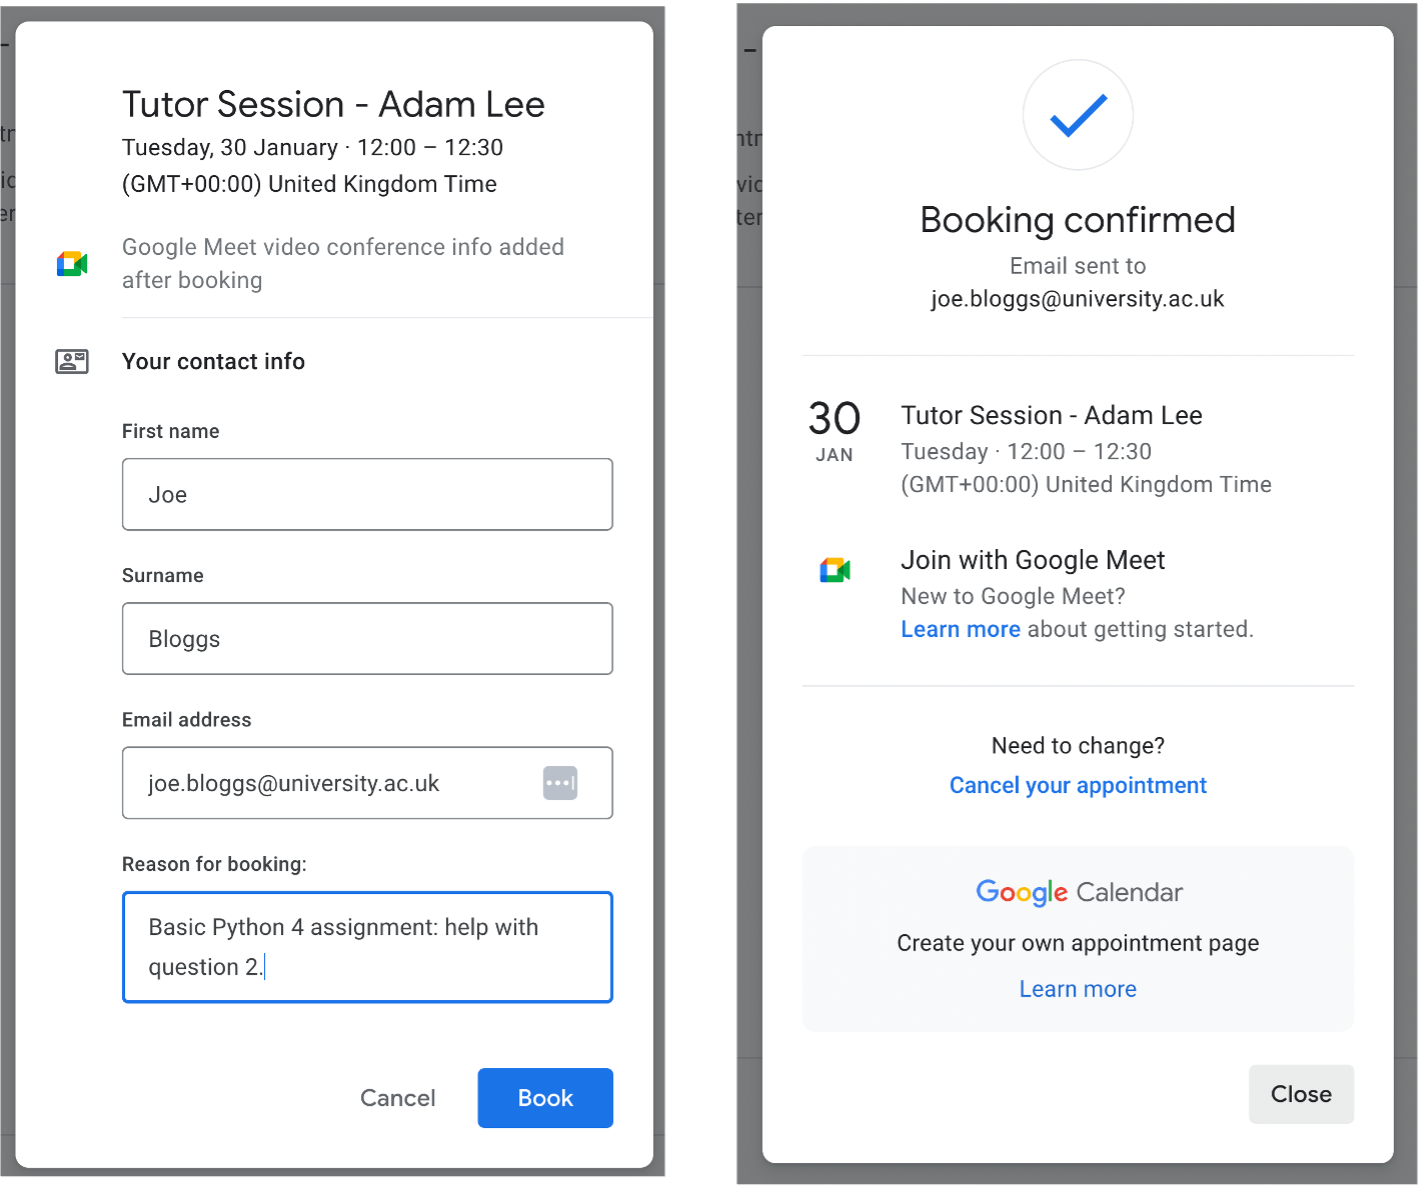 Tutor Session - Adam Lee
Tuesday, 30 January · 12:00 – 12:30
(GMT+00:00) United Kingdom Time
Google Meet video conference info added
after booking
Your contact info
First name
Joe
Surname
Bloggs
Email address
joe.bloggs@university.ac.uk
Reason for booking:
Basic Python 4 assignment: help with
question 2.
Cancel
Book
Booking confirmed
Email sent to
joe.bloggs@university.ac.uk
30
JAN
Tutor Session - Adam Lee
Tuesday · 12:00 – 12:30
(GMT+00:00) United Kingdom Time
Join with Google Meet
New to Google Meet?
Learn more about getting started.
Need to change?
Cancel your appointment
Google Calendar
Create your own appointment page
Learn more
Close